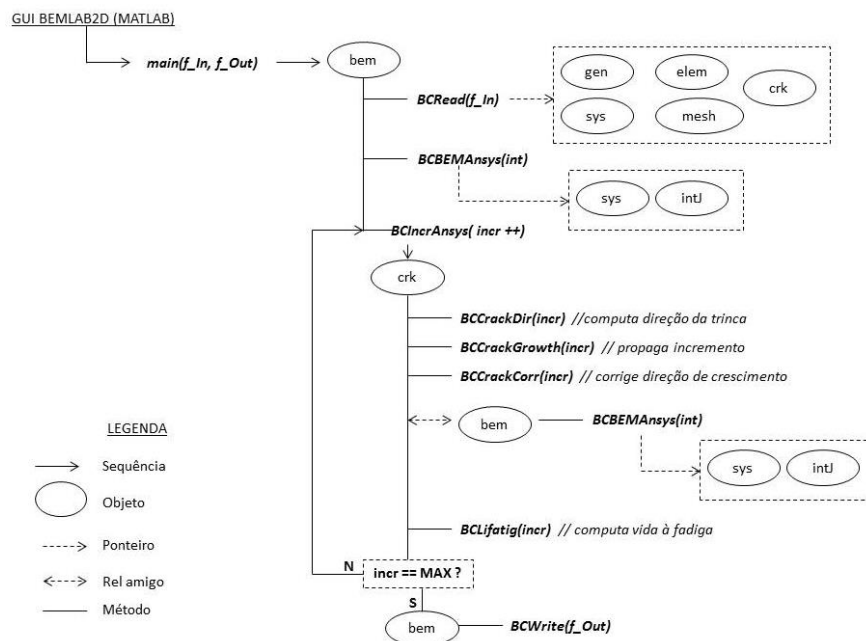 GUI BEMLAB2D (MATLAB)
main(f_In, f_Out)
bem
BCRead(f_In)
gen
elem
crk
sys
mesh
BCBEMAnsys(int)
sys
intJ
BCIncrAnsys( incr ++)
crk
BCCrackDir(incr) //computa direção da trinca
BCCrackGrowth(incr) // propaga incremento
BCCrackCorr(incr) // corrige direção de crescimento
bem
BCBEMAnsys(int)
sys
intJ
BCLifatig(incr) // computa vida à fadiga
N
incr == MAX ?
S
bem
BCWrite(f_Out)
LEGENDA
Sequência
Objeto
Ponteiro
Rel amigo
Método